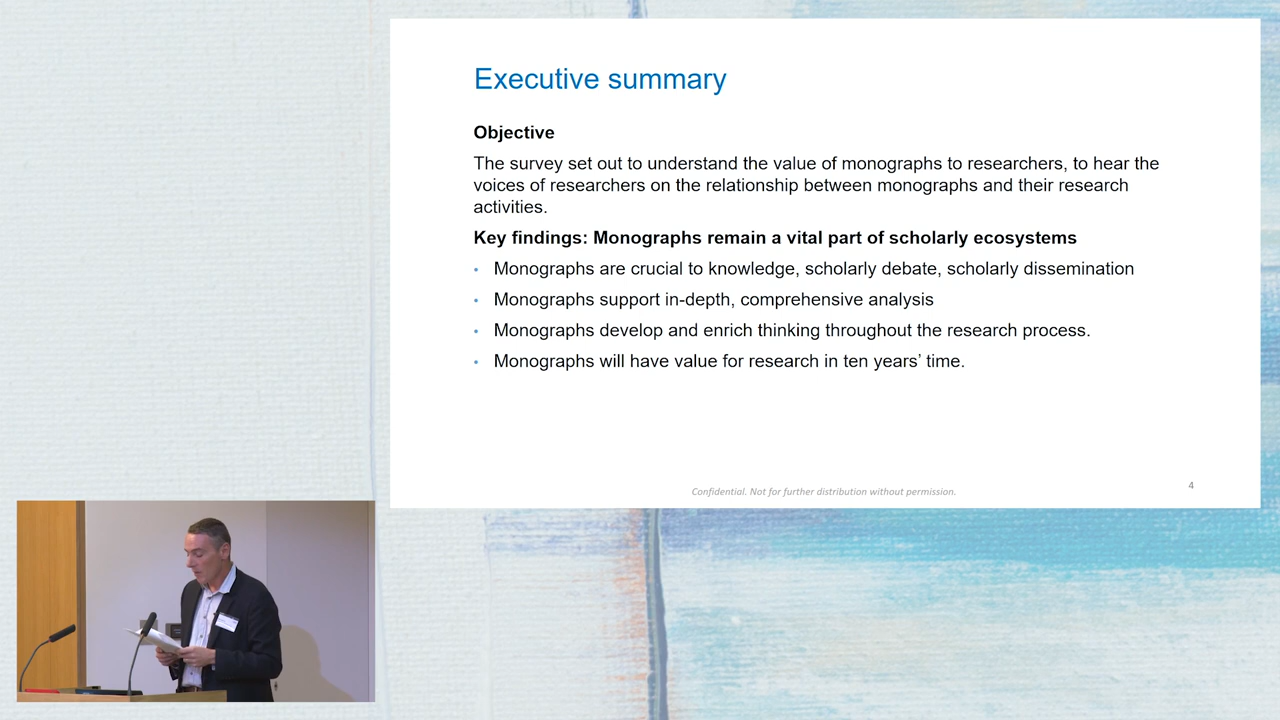 Executive summary
Objective
The survey set out to understand the value of monographs to researchers, to hear the
voices of researchers on the relationship between monographs and their research
activities.
Key findings: Monographs remain a vital part of scholarly ecosystems
• Monographs are crucial to knowledge, scholarly debate, scholarly dissemination
• Monographs support in-depth, comprehensive analysis
• Monographs develop and enrich thinking throughout the research process.
• Monographs will have value for research in ten years’ time.
Confidential. Not for further distribution without permission.
4